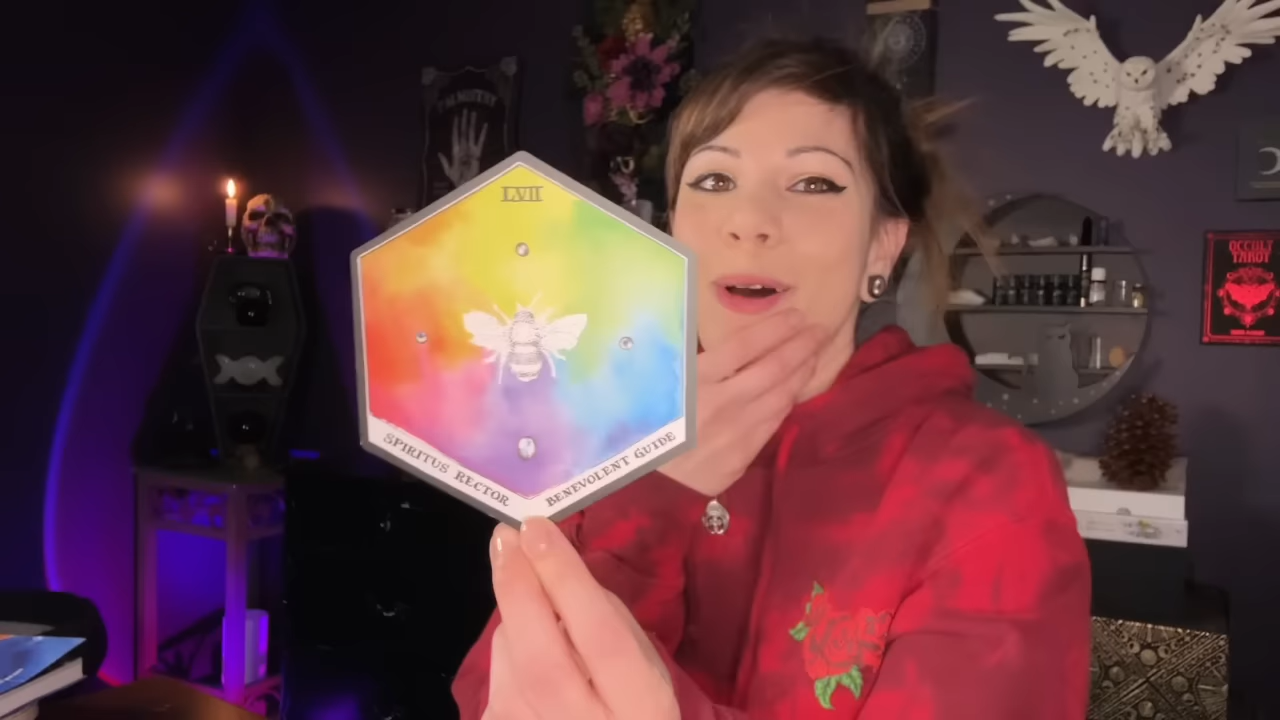 LVII
SPIRITUS RECTOR
BENEVOLENT GUIDE
OCCULT
TAROT